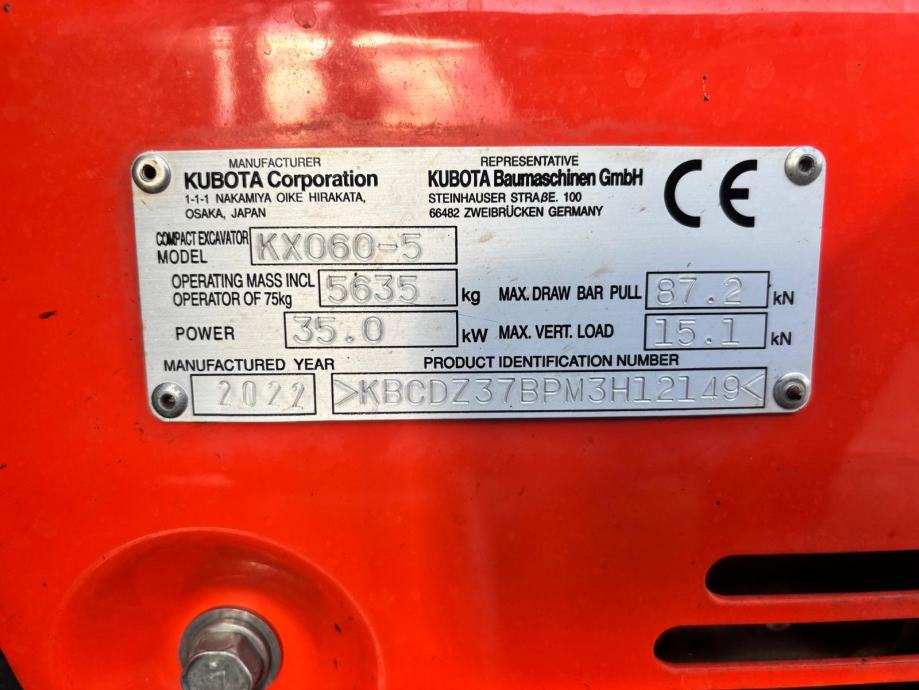 MANUFACTURER
KUBOTA Corporation
1-1-1 NAKAMIYA OIKE HIRAKATA,
OSAKA, JAPAN
REPRESENTATIVE
KUBOTA Baumaschinen GmbH
STEINHAUSER STRAßE. 100
66482 ZWEIBRÜCKEN GERMANY
CE
COMPACT EXCAVATOR
MODEL KX060-5
OPERATING MASS INCL
OPERATOR OF 75kg 5635 kg
MAX. DRAW BAR PULL 87.2 kN
POWER 35.0 kW
MAX. VERT. LOAD 15.1 kN
MANUFACTURED YEAR
2022
PRODUCT IDENTIFICATION NUMBER
>KBCDZ37BPM3H12149<